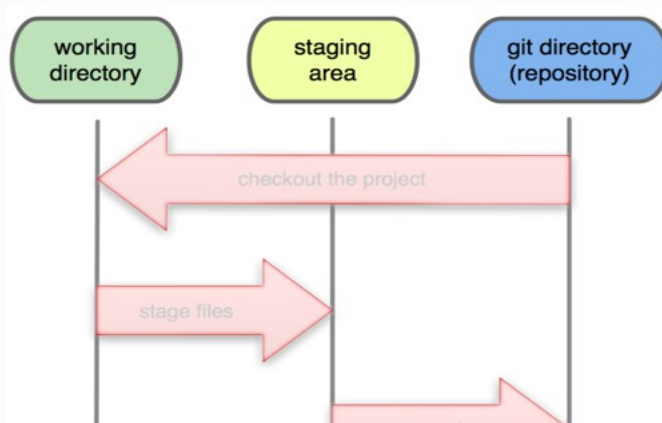 working
directory
staging
area
git directory
(repository)
checkout the project
stage files